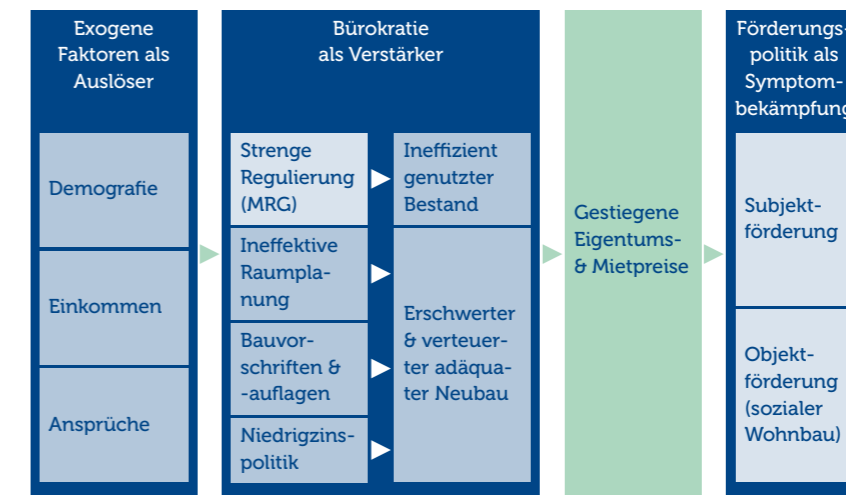 Exogene
Faktoren als
Auslöser
Demografie
Einkommen
Ansprüche
Bürokratie
als Verstärker
Strenge
Regulierung
(MRG)
Ineffektive
Raumpla-
nung
Bauvor-
schriften &
-auflagen
Niedrigzins-
politik
Ineffizient
genutzter
Bestand
Erschwerter
& verteuer-
ter adäqua-
ter Neubau
Gestiegene
Eigentums-
& Mietpreise
Förderungs-
politik als
Symptom-
bekämpfung
Subjekt-
förderung
Objekt-
förderung
(sozialer
Wohnbau)